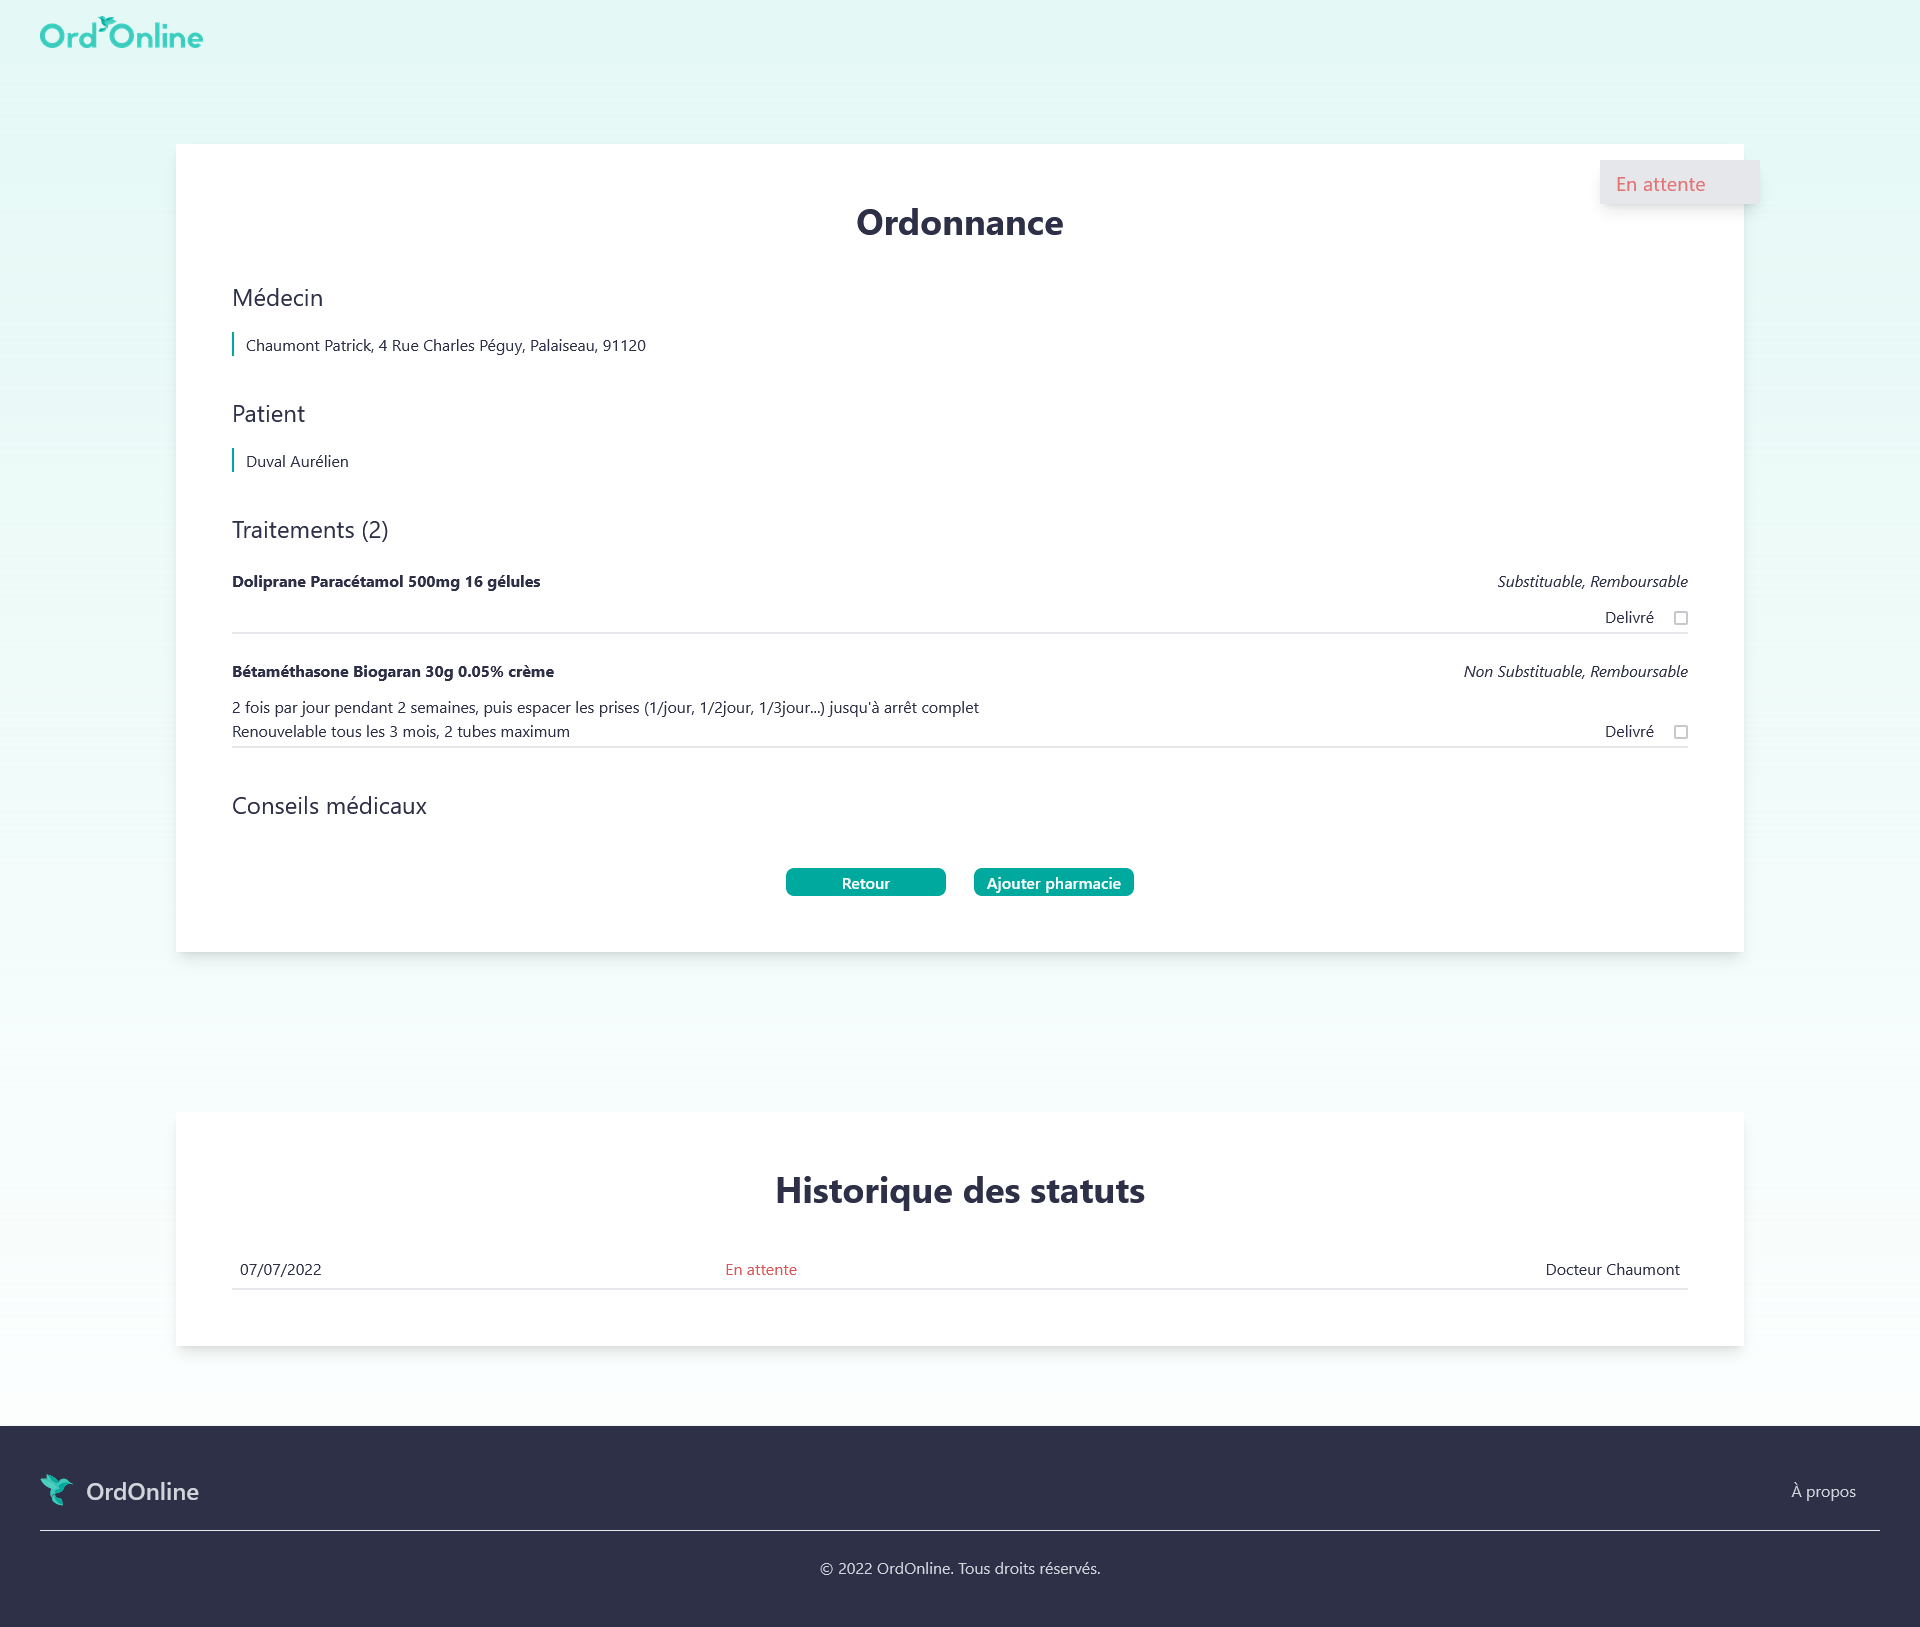 Ord'Online
En attente
Ordonnance
Médecin
Chaumont Patrick, 4 Rue Charles Péguy, Palaiseau, 91120
Patient
Duval Aurélien
Traitements (2)
Doliprane Paracétamol 500mg 16 gélules
Substituable, Remboursable
Delivré
Bétaméthasone Biogaran 30g 0.05% crème
Non Substituable, Remboursable
2 fois par jour pendant 2 semaines, puis espacer les prises (1/jour, 1/2jour, 1/3jour...) jusqu'à arrêt complet
Renouvelable tous les 3 mois, 2 tubes maximum
Delivré
Conseils médicaux
Retour
Ajouter pharmacie
Historique des statuts
07/07/2022
En attente
Docteur Chaumont
OrdOnline
À propos
© 2022 OrdOnline. Tous droits réservés.